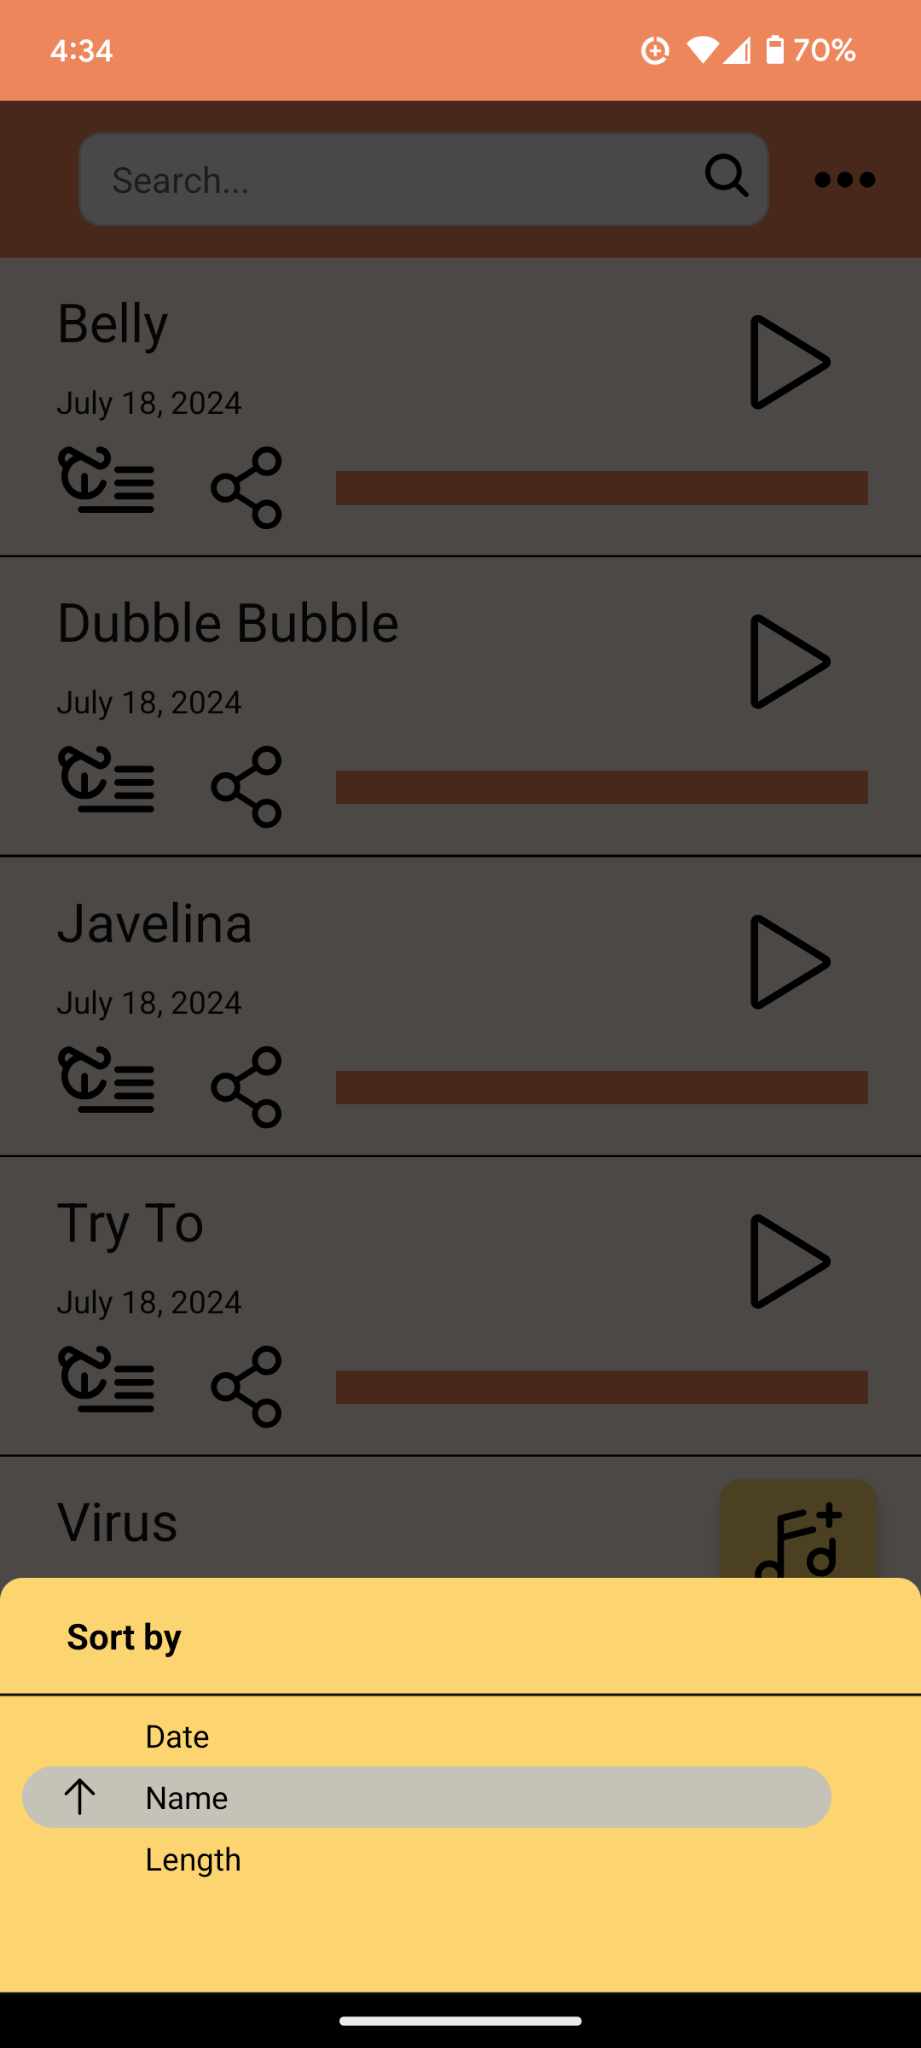 4:34
70%
Search...
Belly
July 18, 2024
Dubble Bubble
July 18, 2024
Javelina
July 18, 2024
Try To
July 18, 2024
Virus
Sort by
Date
Name
Length